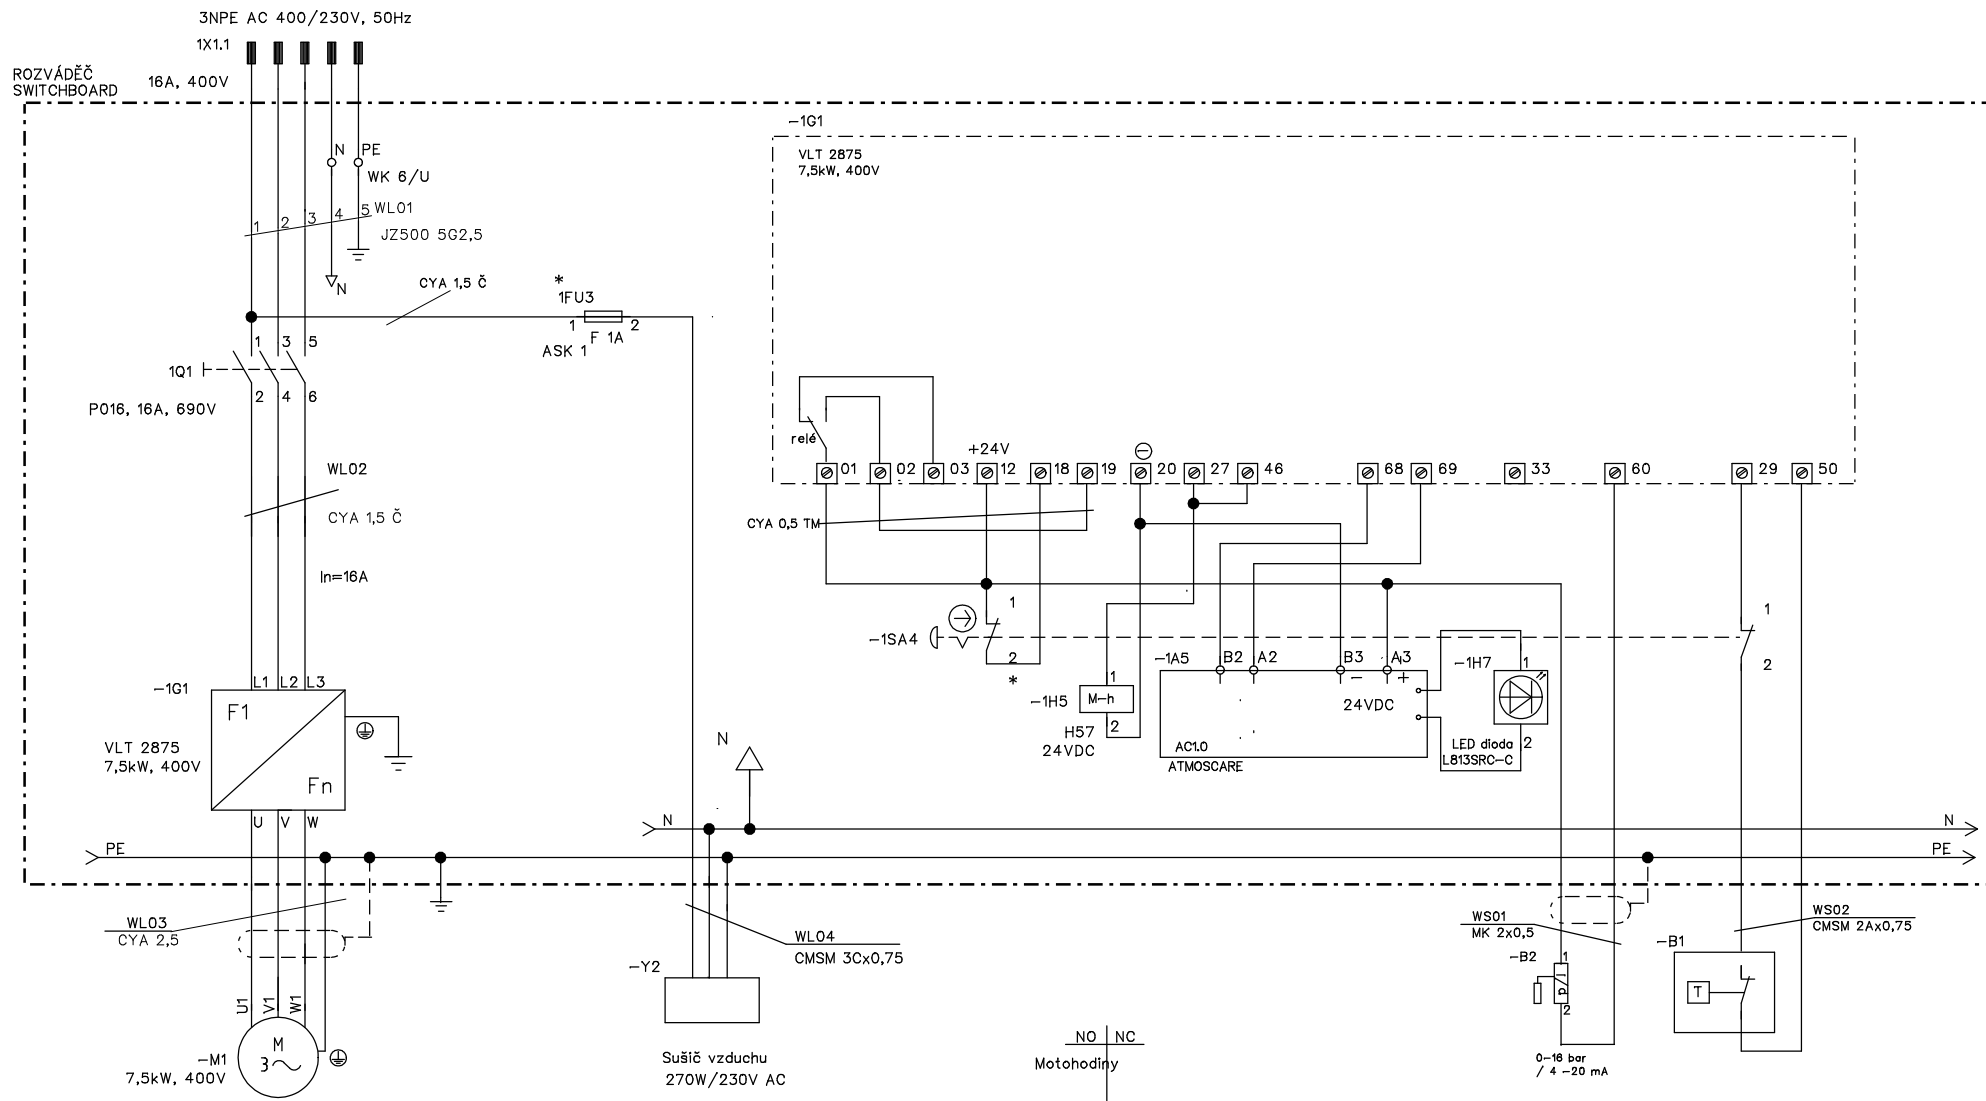 3NPE AC 400/230V, 50Hz
1X1.1
ROZVÁDĚČ
SWITCHBOARD
16A, 400V
N
PE
WK 6/U
1
2
3
4
5
WL01
JZ500 5G2,5
N
CYA 1,5 Č
*
1FU3
1
2
F 1A
ASK 1
1
3
5
1Q1
2
4
6
PO16, 16A, 690V
WL02
CYA 1,5 Č
In=16A
-1G1
L1
L2
L3
F1
Fn
VLT 2875
7,5kW, 400V
U
V
W
PE
WL03
CYA 2,5
U1
V1
W1
M
3~
-M1
7,5kW, 400V
N
N
N
PE
WL04
CMSM 3Cx0,75
-Y2
Sušič vzduchu
270W/230V AC
-1G1
VLT 2875
7,5kW, 400V
relé
+24V
01
02
03
12
18
19
20
27
46
68
69
33
60
29
50
CYA 0,5 TM
-1SA4
1
2
*
1
2
-1H5
1
M-h
2
H57
24VDC
-1A5
B2
A2
B3
A3
-
+
24VDC
AC1.0
ATMOSCARE
-1H7
1
2
LED dioda
L813SRC-C
WS01
MK 2x0,5
WS02
CMSM 2Ax0,75
-B2
1
p/I
2
0-16 bar
/ 4 -20 mA
-B1
T
NO
NC
Motohodiny